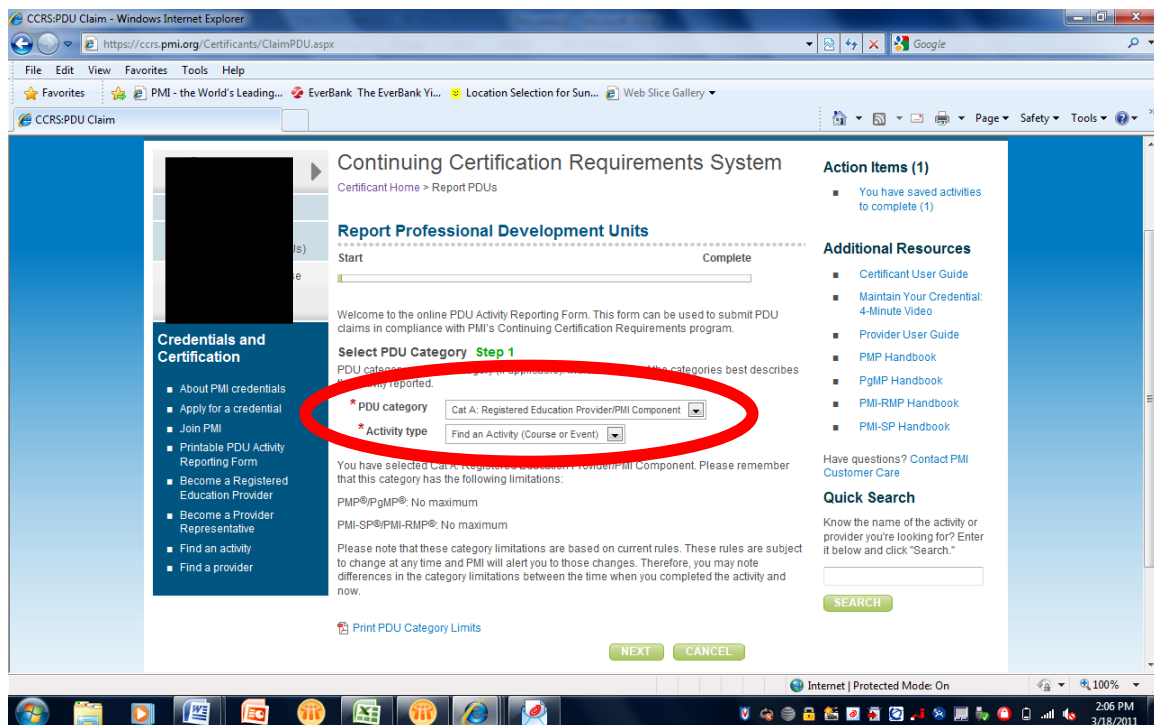 CCRS:PDU Claim - Windows Internet Explorer
https://ccrs.pmi.org/Certificants/ClaimPDU.aspx
Google
File Edit View Favorites Tools Help
Favorites PMI - the World's Leading... EverBank The EverBank Yi... Location Selection for Sun... Web Slice Gallery
CCRS:PDU Claim
Page Safety Tools
Js)
e
Credentials and
Certification
About PMI credentials
Apply for a credential
Join PMI
Printable PDU Activity
Reporting Form
Become a Registered
Education Provider
Become a Provider
Representative
Find an activity
Find a provider
Continuing Certification Requirements System
Certificant Home > Report PDUs
Report Professional Development Units
Start Complete
Welcome to the online PDU Activity Reporting Form. This form can be used to submit PDU
claims in compliance with PMI's Continuing Certification Requirements program.
Select PDU Category Step 1
PDU categories best describes
reported.
*PDU category Cat A: Registered Education Provider/PMI Component
*Activity type Find an Activity (Course or Event)
You have selected Cat A: Registered Education Provider/PMI Component. Please remember
that this category has the following limitations:
PMP®/PgMP®: No maximum
PMI-SP®/PMI-RMP®: No maximum
Please note that these category limitations are based on current rules. These rules are subject
to change at any time and PMI will alert you to those changes. Therefore, you may note
differences in the category limitations between the time when you completed the activity and
now.
Print PDU Category Limits
NEXT CANCEL
Action Items (1)
You have saved activities
to complete (1)
Additional Resources
Certificant User Guide
Maintain Your Credential:
4-Minute Video
Provider User Guide
PMP Handbook
PgMP Handbook
PMI-RMP Handbook
PMI-SP Handbook
Have questions? Contact PMI
Customer Care
Quick Search
Know the name of the activity or
provider you're looking for? Enter
it below and click "Search."
SEARCH
Internet | Protected Mode: On 100%
2:06 PM
3/18/2011